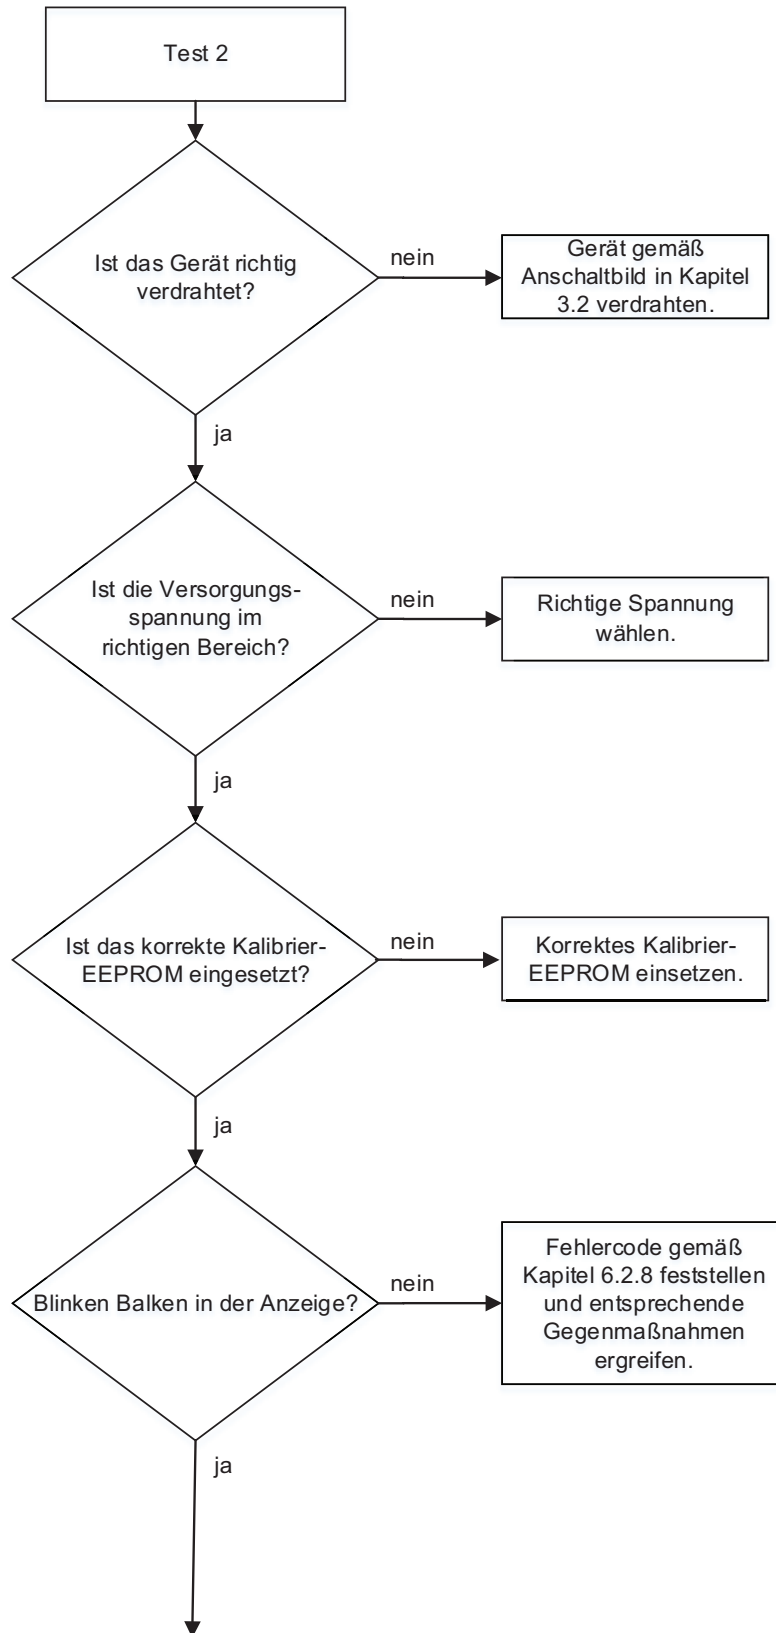 Test 2
Ist das Gerät richtig
verdrahtet?
nein
Gerät gemäß
Anschaltbild in Kapitel
3.2 verdrahten.
ja
Ist die Versorgungs-
spannung im
richtigen Bereich?
nein
Richtige Spannung
wählen.
ja
Ist das korrekte Kalibrier-
EEPROM eingesetzt?
nein
Korrektes Kalibrier-
EEPROM einsetzen.
ja
Blinken Balken in der Anzeige?
nein
Fehlercode gemäß
Kapitel 6.2.8 feststellen
und entsprechende
Gegenmaßnahmen
ergreifen.
ja